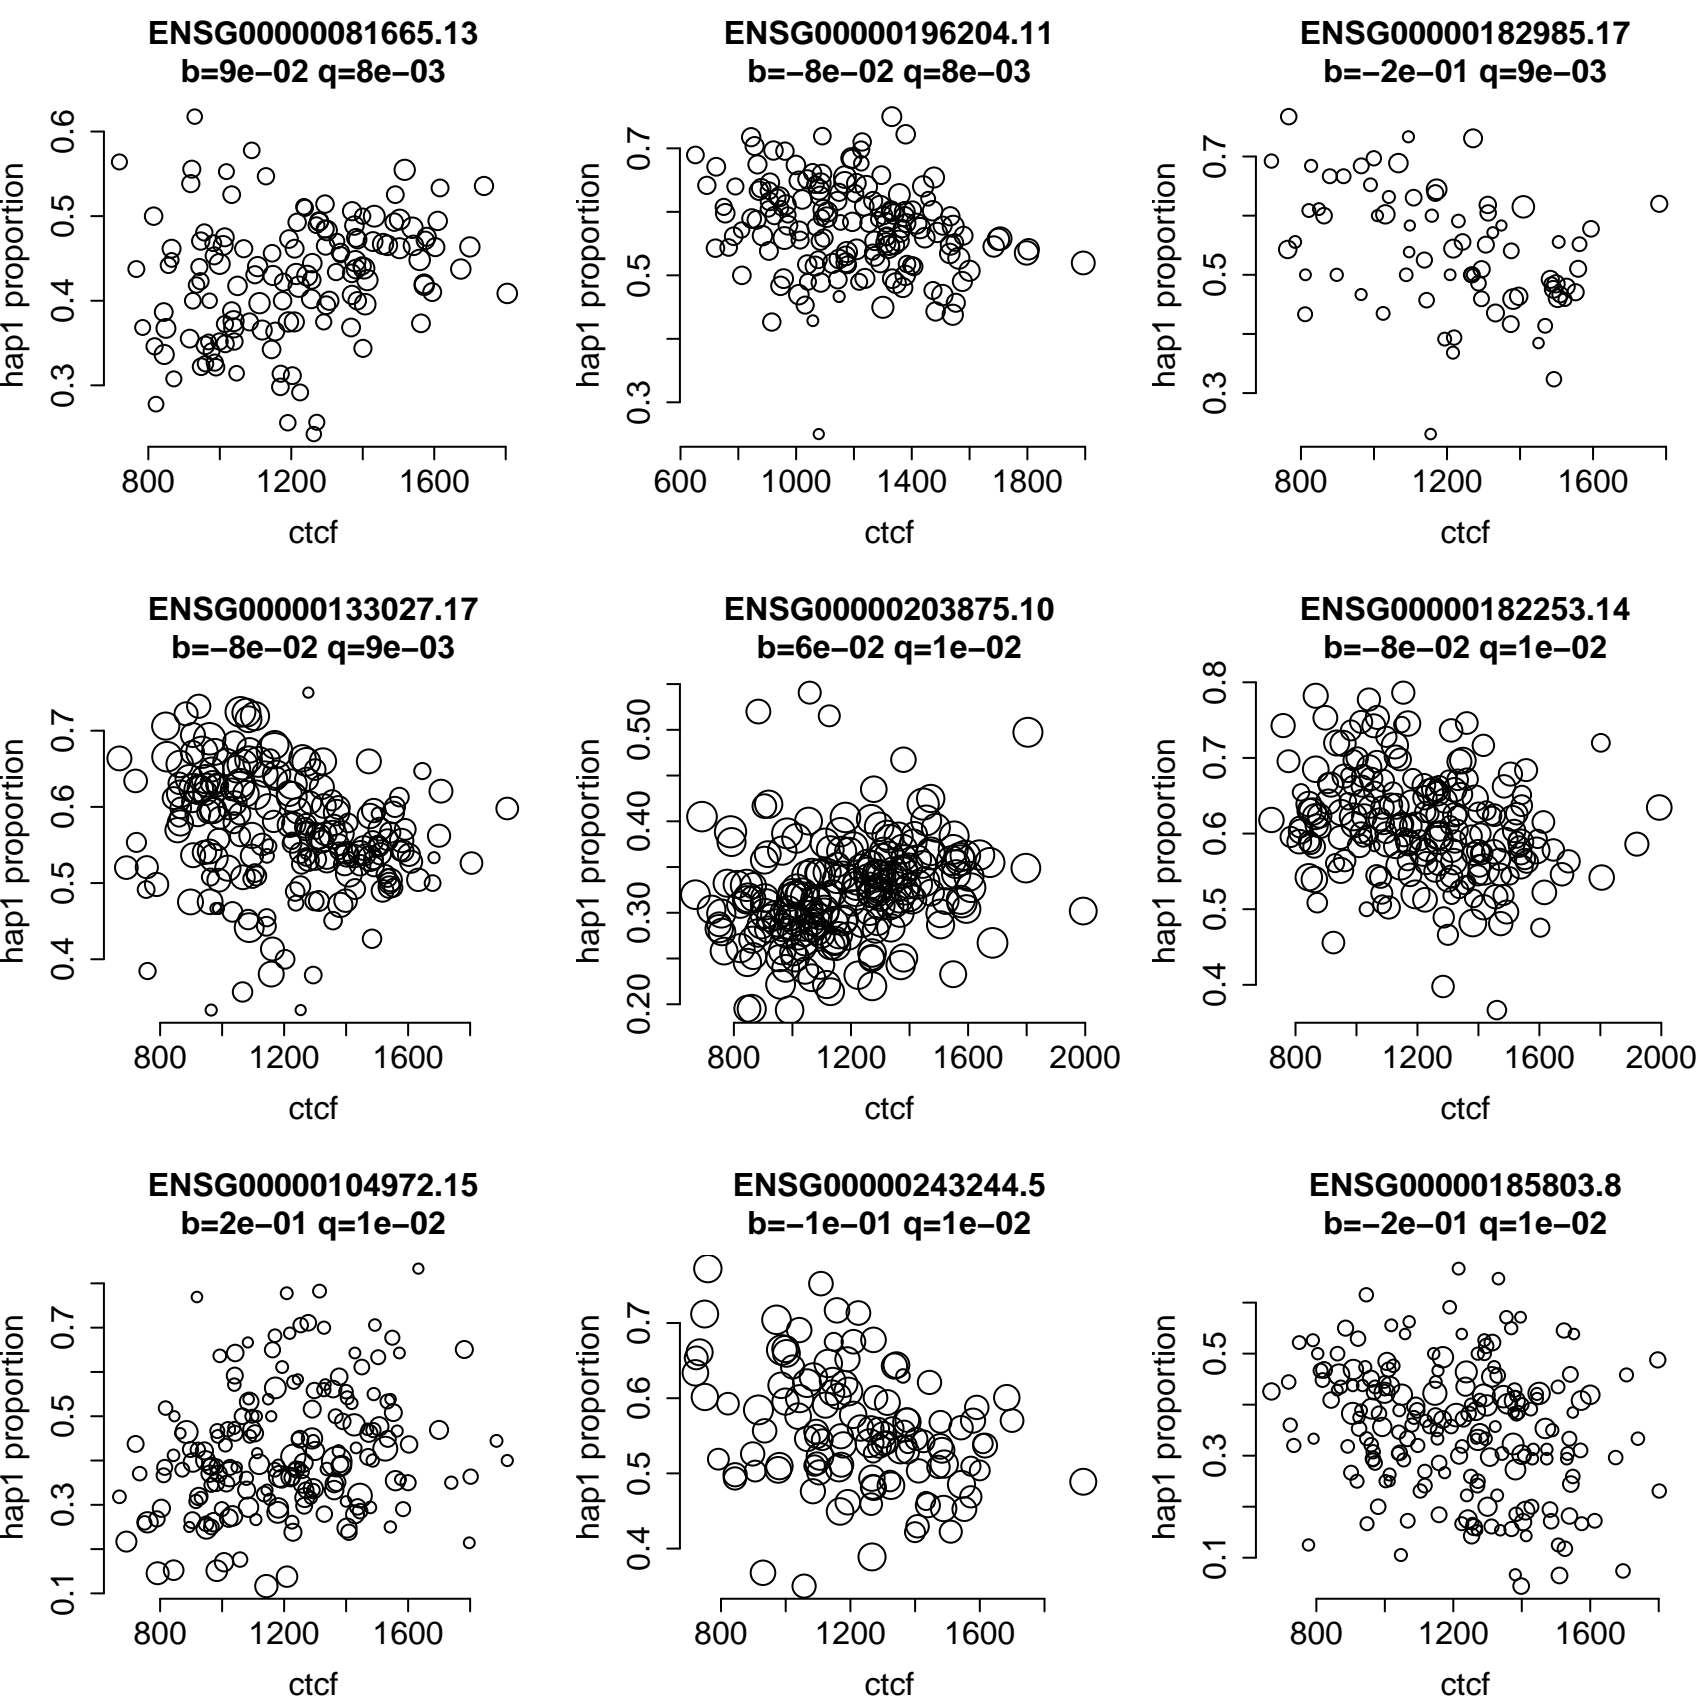 ENSG00000081665.13
b=9e−02 q=8e−03
hap1 proportion
0.3 0.4 0.5 0.6
800 1200 1600
ctcf
ENSG00000196204.11
b=−8e−02 q=8e−03
hap1 proportion
0.3 0.5 0.7
600 1000 1400 1800
ctcf
ENSG00000182985.17
b=−2e−01 q=9e−03
hap1 proportion
0.3 0.5 0.7
800 1200 1600
ctcf
ENSG00000133027.17
b=−8e−02 q=9e−03
hap1 proportion
0.4 0.5 0.6 0.7
800 1200 1600
ctcf
ENSG00000203875.10
b=6e−02 q=1e−02
hap1 proportion
0.20 0.30 0.40 0.50
800 1200 1600 2000
ctcf
ENSG00000182253.14
b=−8e−02 q=1e−02
hap1 proportion
0.4 0.5 0.6 0.7 0.8
800 1200 1600 2000
ctcf
ENSG00000104972.15
b=2e−01 q=1e−02
hap1 proportion
0.1 0.3 0.5 0.7
800 1200 1600
ctcf
ENSG00000243244.5
b=−1e−01 q=1e−02
hap1 proportion
0.4 0.5 0.6 0.7
800 1200 1600
ctcf
ENSG00000185803.8
b=−2e−01 q=1e−02
hap1 proportion
0.1 0.3 0.5
800 1200 1600
ctcf